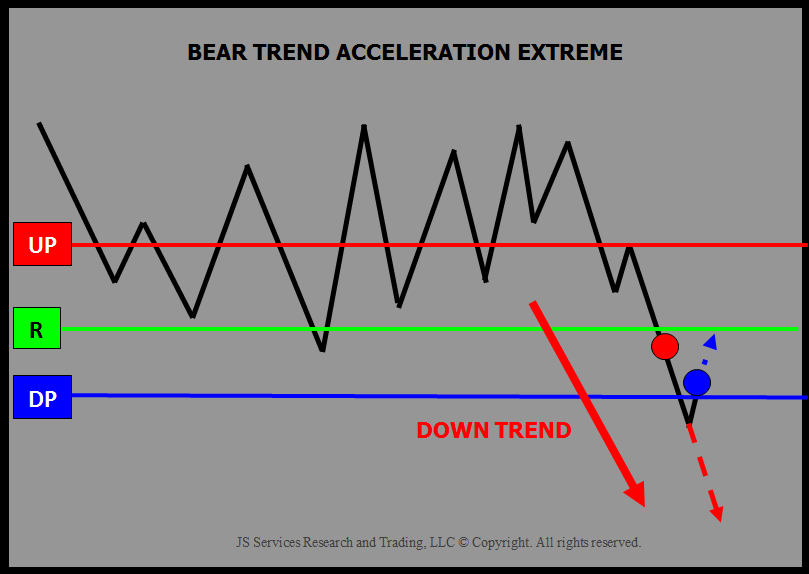 BEAR TREND ACCELERATION EXTREME
UP
R
DP
DOWN TREND
JS Services Research and Trading, LLC © Copyright. All rights reserved.